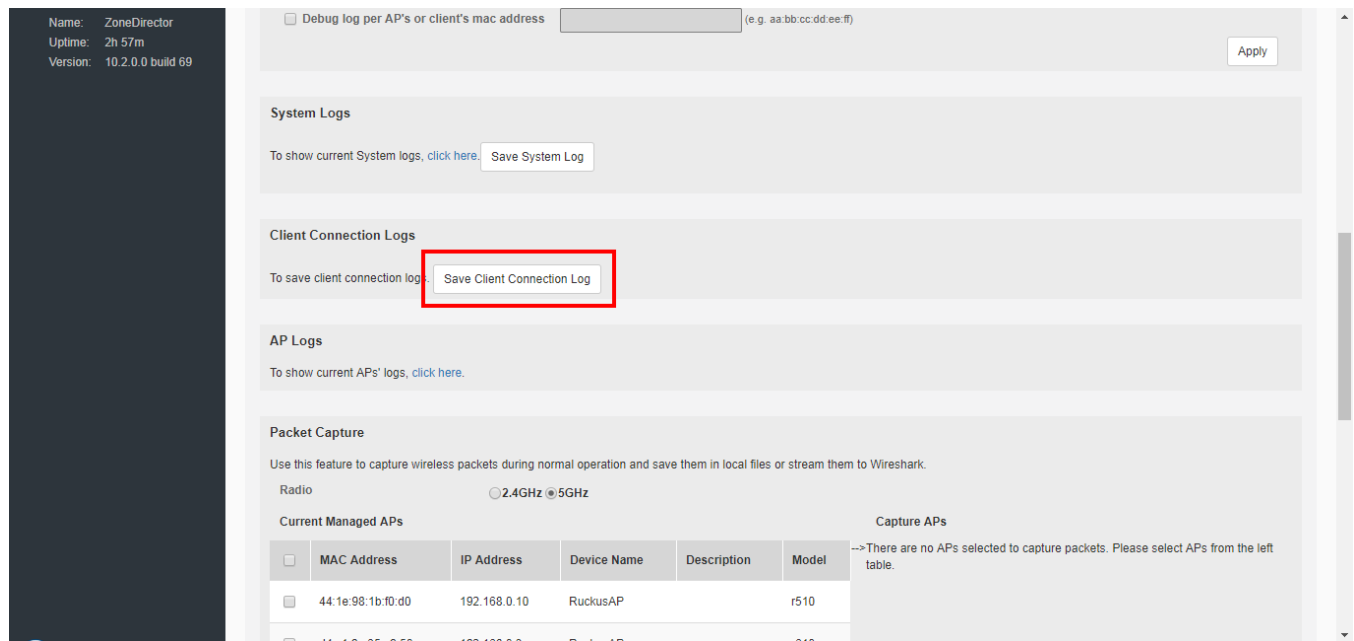 Name: ZoneDirector
Uptime: 2h 57m
Version: 10.2.0.0 build 69
Debug log per AP's or client's mac address (e.g. aa:bb:cc:dd:ee:ff)
Apply
System Logs
To show current System logs, click here. Save System Log
Client Connection Logs
To save client connection logs. Save Client Connection Log
AP Logs
To show current APs' logs, click here.
Packet Capture
Use this feature to capture wireless packets during normal operation and save them in local files or stream them to Wireshark.
Radio 2.4GHz 5GHz
Current Managed APs
MAC Address IP Address Device Name Description Model
44:1e:98:1b:f0:d0 192.168.0.10 RuckusAP r510
Capture APs
-->There are no APs selected to capture packets. Please select APs from the left
table.